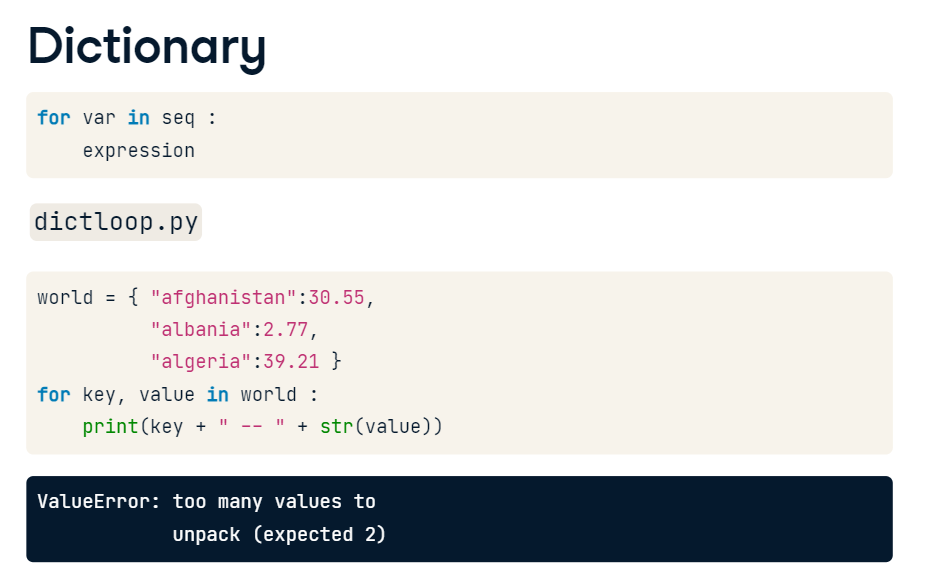 Dictionary
for var in seq :
    expression
dictloop.py
world = { "afghanistan":30.55,
          "albania":2.77,
          "algeria":39.21 }
for key, value in world :
    print(key + " -- " + str(value))
ValueError: too many values to
            unpack (expected 2)